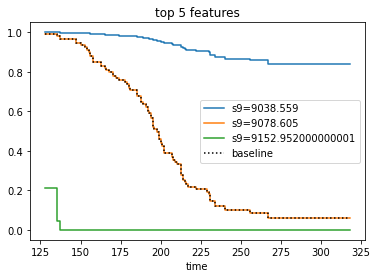 top 5 features
1.0
0.8
0.6
0.4
0.2
0.0
s9=9038.559
s9=9078.605
s9=9152.952000000001
baseline
125 150 175 200 225 250 275 300 325
time